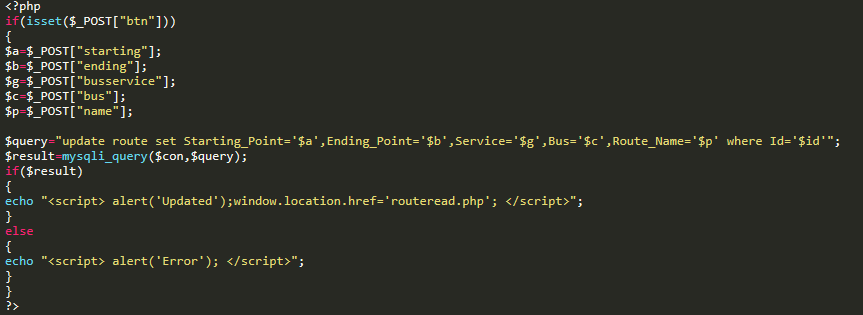 <?php
if(isset($_POST["btn"]))
{
$a=$_POST["starting"];
$b=$_POST["ending"];
$g=$_POST["busservice"];
$c=$_POST["bus"];
$p=$_POST["name"];
$query="update route set Starting_Point='$a',Ending_Point='$b',Service='$g',Bus='$c',Route_Name='$p' where Id='$id'";
$result=mysqli_query($con,$query);
if($result)
{
echo "<script> alert('Updated');window.location.href='routeread.php'; </script>";
}
else
{
echo "<script> alert('Error'); </script>";
}
}
?>